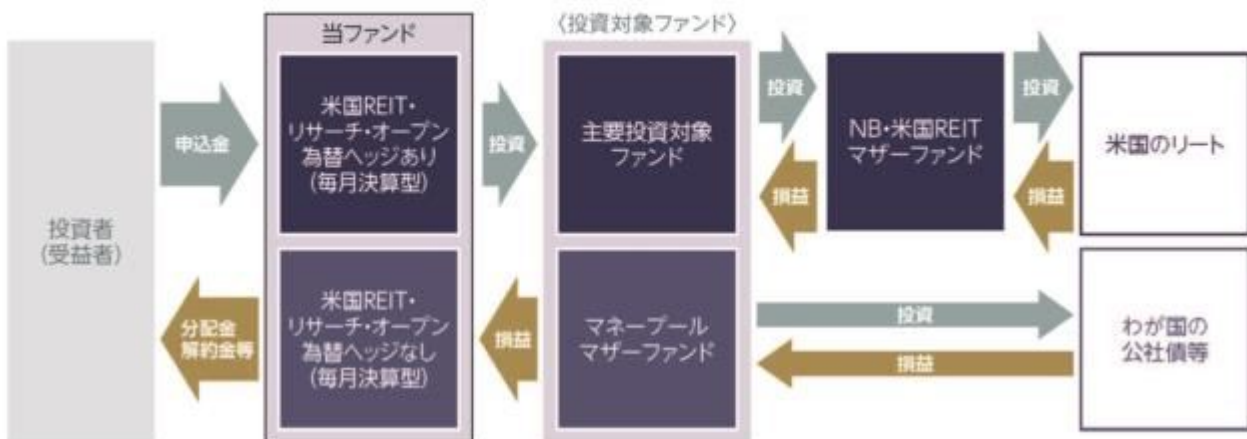 当ファンド
〈投資対象ファンド〉
投資者
(受益者)
申込金
分配金
解約金等
米国REIT・
リサーチ・オープン
為替ヘッジあり
(毎月決算型)
米国REIT・
リサーチ・オープン
為替ヘッジなし
(毎月決算型)
投資
損益
主要投資対象
ファンド
マネープール
マザーファンド
投資
損益
NB・米国REIT
マザーファンド
投資
損益
米国のリート
投資
損益
わが国の
公社債等